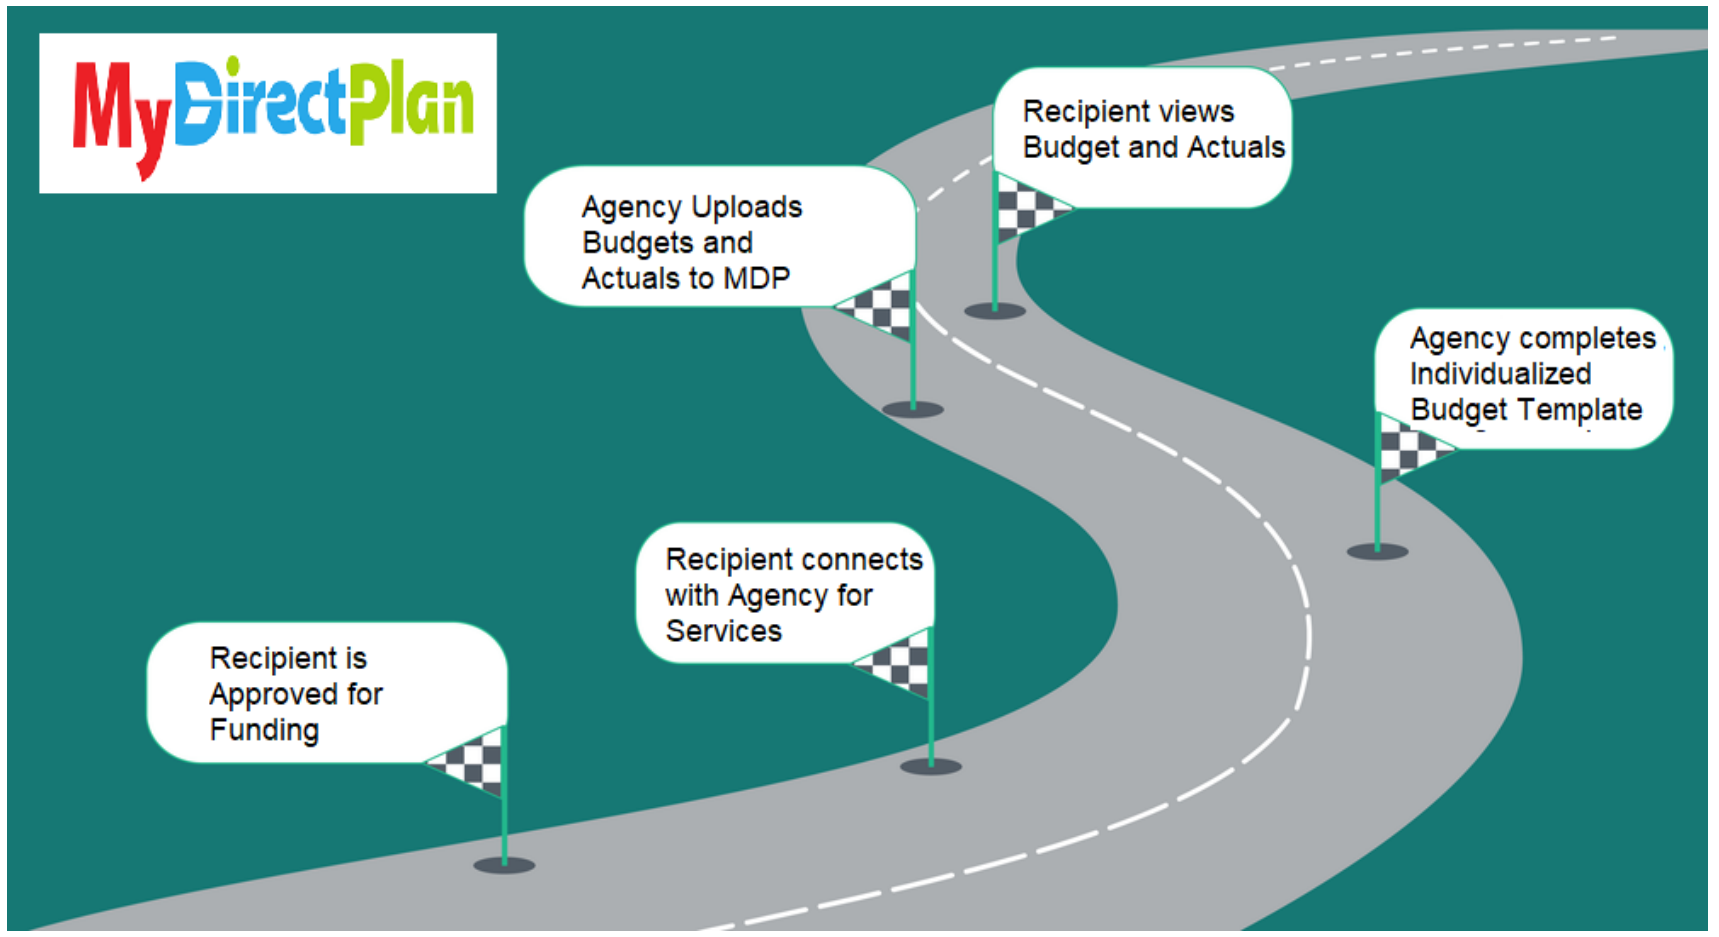 MyDirectPlan
Recipient views
Budget and Actuals
Agency Uploads
Budgets and
Actuals to MDP
Agency completes
Individualized
Budget Template
Recipient connects
with Agency for
Services
Recipient is
Approved for
Funding